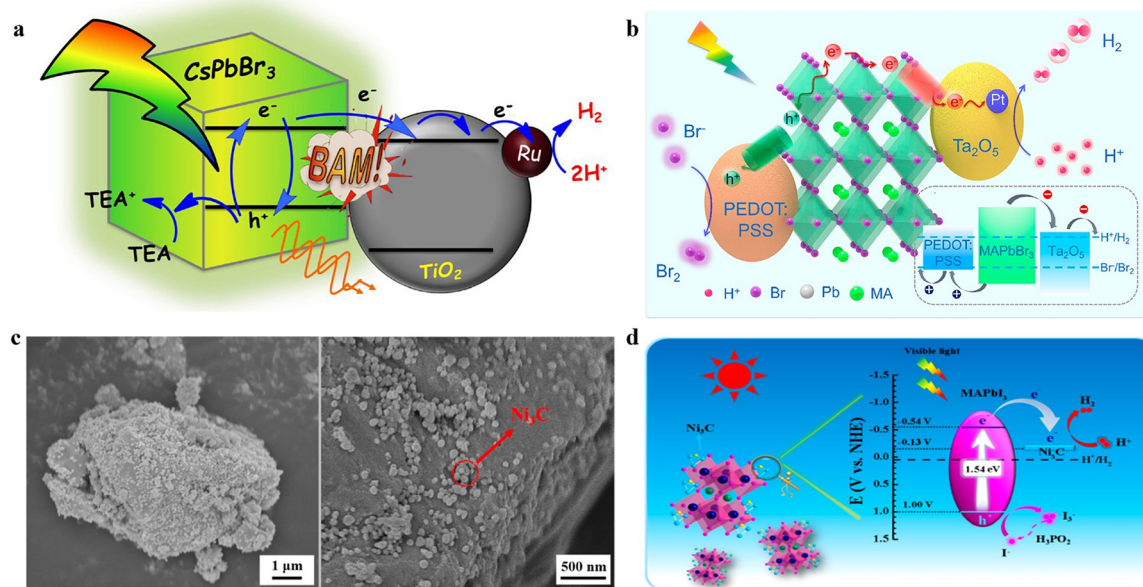 a
CsPbBr3
e-
e-
e-
H2
BAM!
Ru
2H+
TEA+
h+
TEA
TiO2
b
e-
e-
H2
h+
e-
Pt
Br-
Ta2O5
H+
h+
PEDOT:
PSS
Br2
PEDOT:
PSS
MAPbBr3
Ta2O5
H+/H2
Br-/Br2
H+
Br
Pb
MA
c
Ni3C
1 μm
500 nm
d
Visible light
MAPbI3
-1.5
-1.0
-0.5
0.0
0.5
1.0
1.5
E (V vs. NHE)
-0.54 V
-0.13 V
1.00 V
1.54 eV
e-
e-
e-
Ni3C
H2
H+
H+/H2
h+
I3-
I-
H3PO2
Ni3C